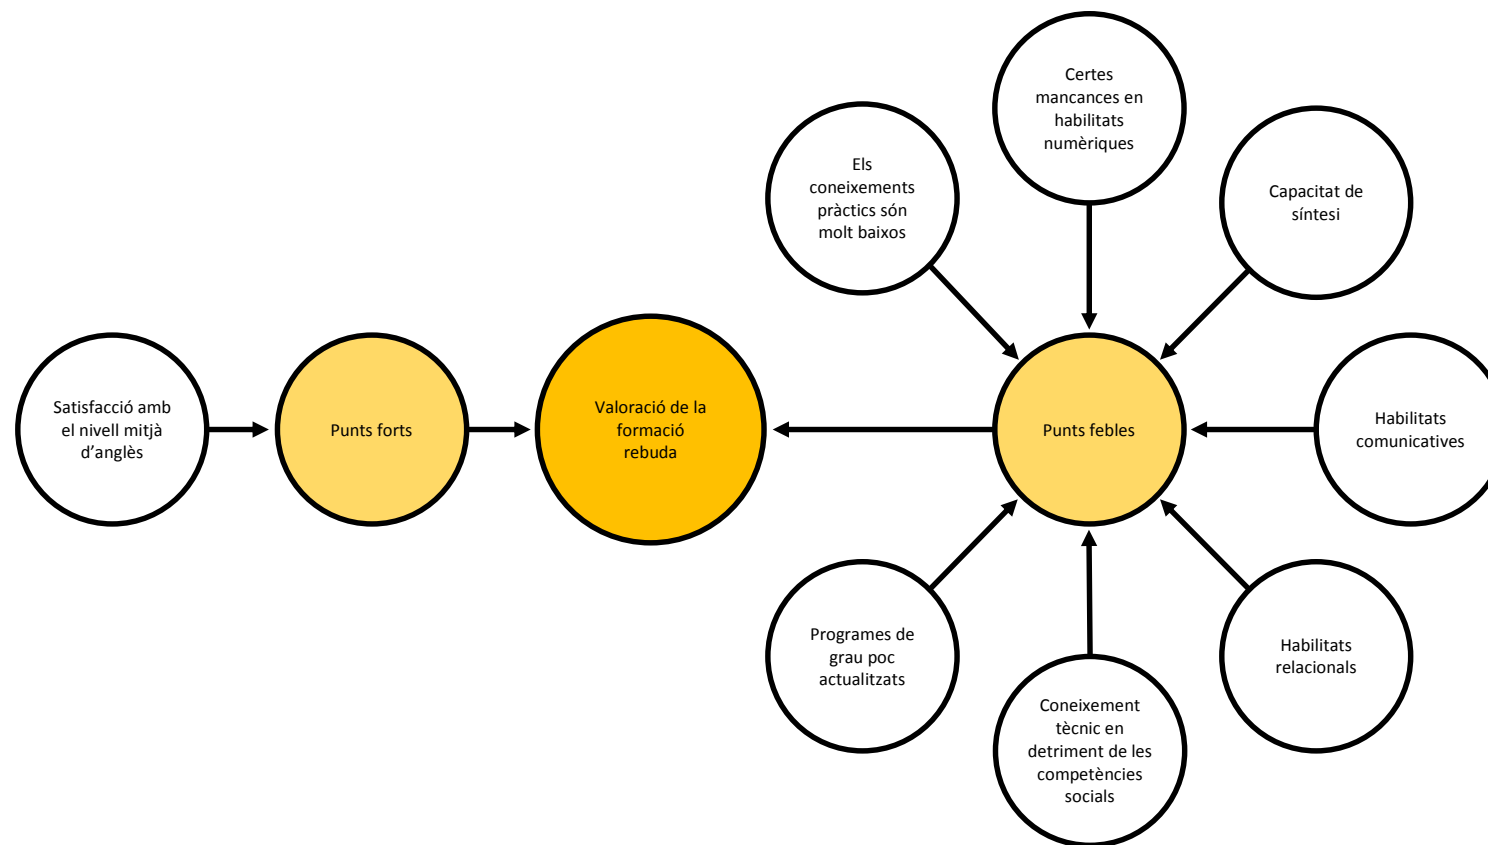 Satisfacció amb
el nivell mitjà
d’anglès
Punts forts
Valoració de la
formació
rebuda
Els
coneixements
pràctics són
molt baixos
Certes
mancances en
habilitats
numèriques
Capacitat de
síntesi
Punts febles
Habilitats
comunicatives
Programes de
grau poc
actualitzats
Coneixement
tècnic en
detriment de les
competències
socials
Habilitats
relacionals